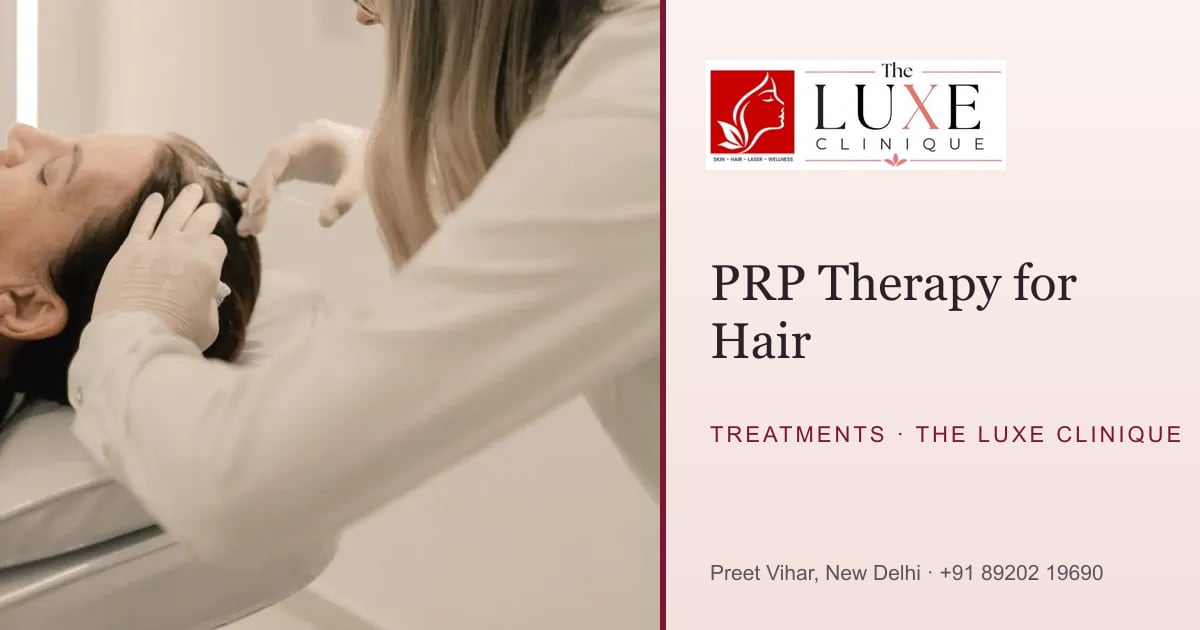 The
LUXE
CLINIQUE
SKIN - HAIR - LASER - WELLNESS
PRP Therapy for
Hair
TREATMENTS · THE LUXE CLINIQUE
Preet Vihar, New Delhi · +91 89202 19690